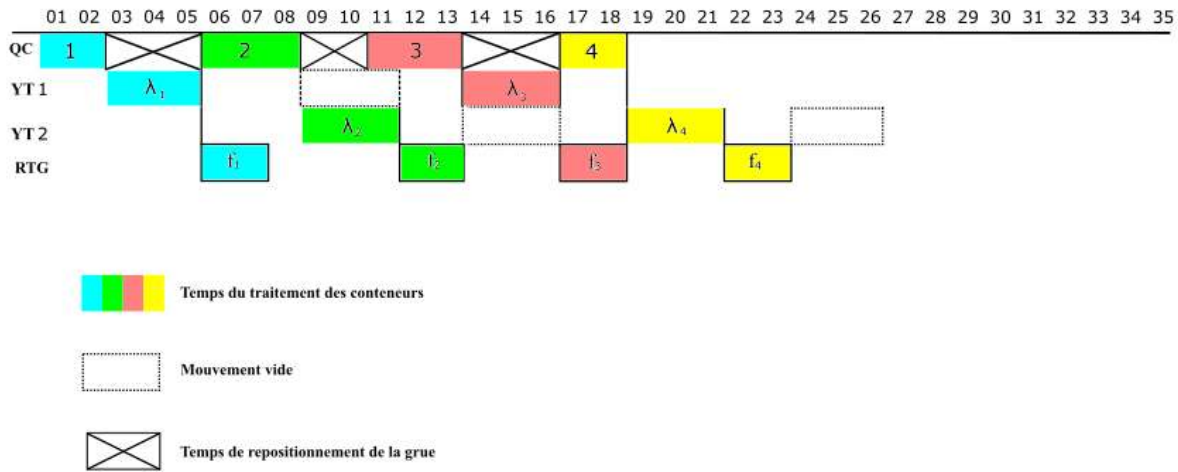 01 02 03 04 05 06 07 08 09 10 11 12 13 14 15 16 17 18 19 20 21 22 23 24 25 26 27 28 29 30 31 32 33 34 35
QC 1 2 3 4
YT 1 λ1 λ3
YT 2 λ2 λ4
RTG f1 f2 f3 f4
Temps du traitement des conteneurs
Mouvement vide
Temps de repositionnement de la grue